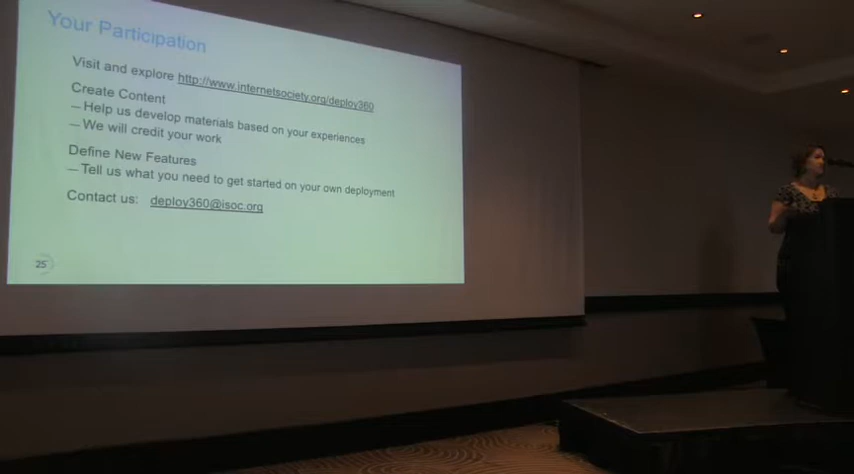 Your Participation
Visit and explore http://www.internetsociety.org/deploy360
Create Content
—Help us develop materials based on your experiences
—We will credit your work
Define New Features
—Tell us what you need to get started on your own deployment
Contact us: deploy360@isoc.org
25